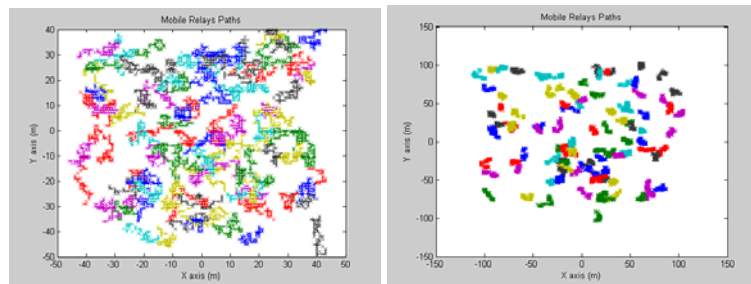 Mobile Relays Paths
40
30
20
10
0
-10
-20
-30
-40
-50
Y axis (m)
-50 -40 -30 -20 -10 0 10 20 30 40 50
X axis (m)
Mobile Relays Paths
150
100
50
0
-50
-100
-150
Y axis (m)
-150 -100 -50 0 50 100 150
X axis (m)